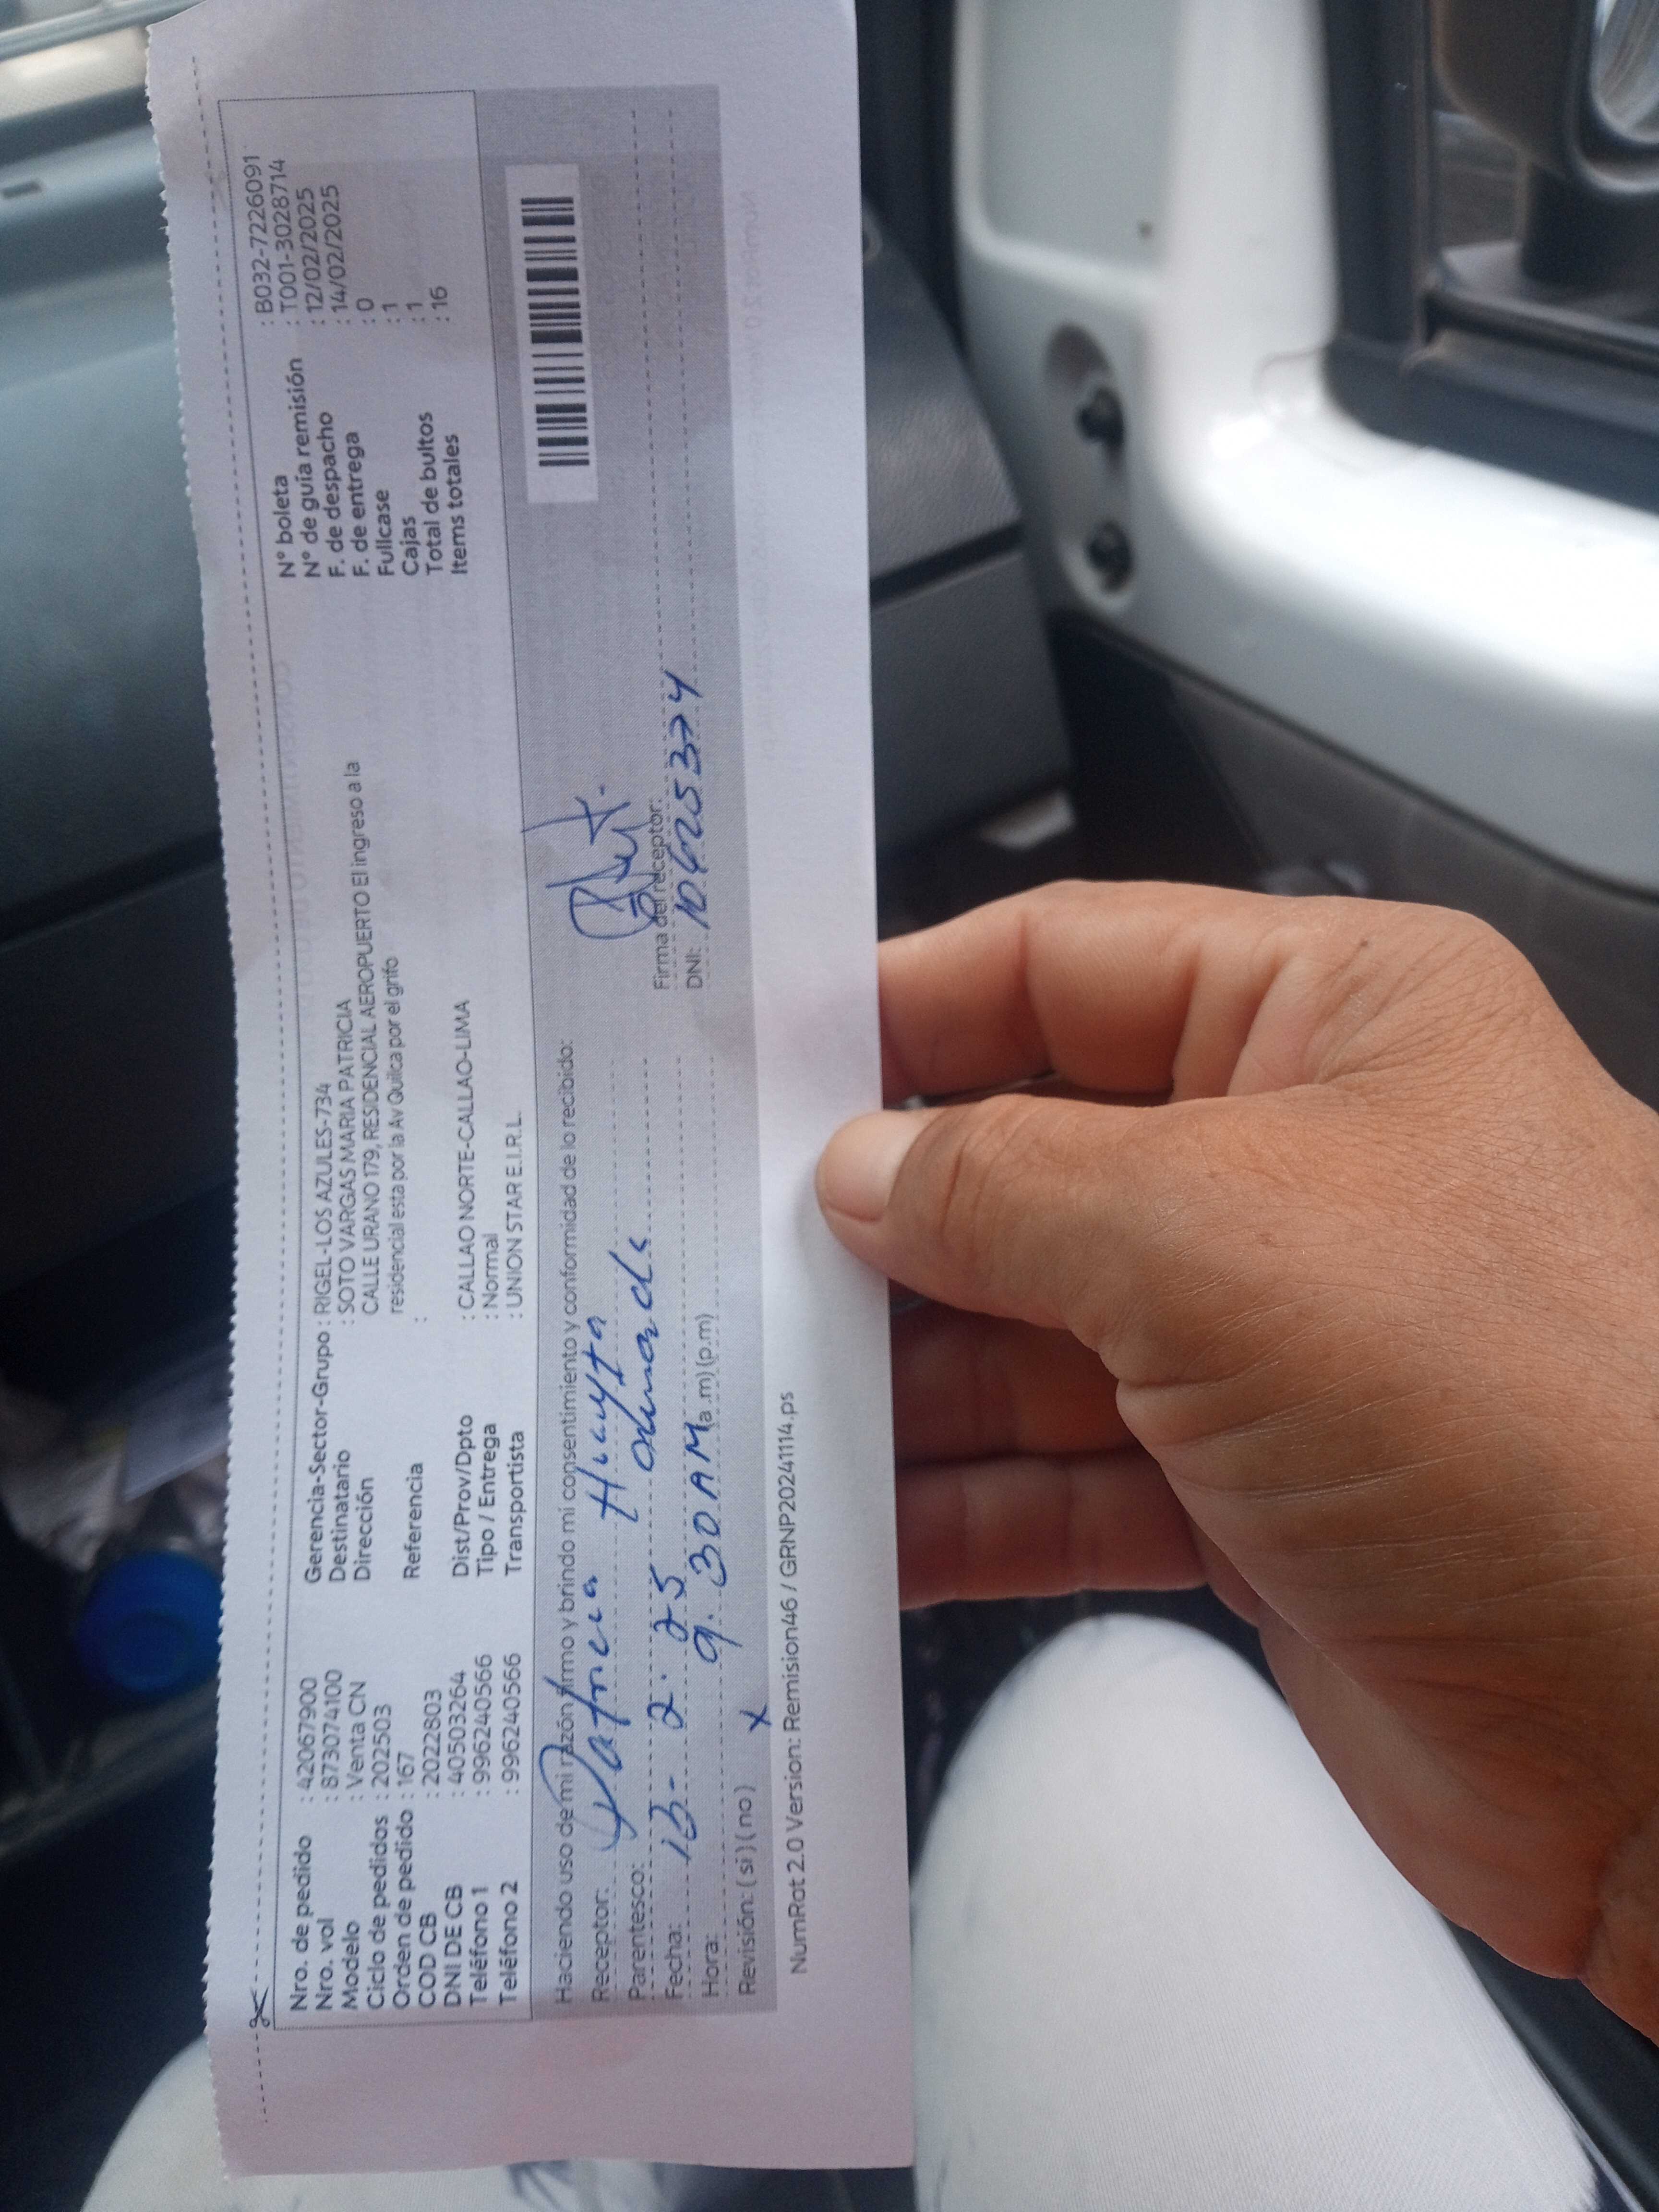 Nro. de pedido : 42067900
Nro. vol : 873074100
Modelo : Venta CN
Ciclo de pedidos : 202503
Orden de pedido : 167
COD CB : 2022803
DNI DE CB : 40503264
Teléfono 1 : 996240566
Teléfono 2 : 996240566
Gerencia-Sector-Grupo : RIGEL-LOS AZULES-734
Destinatario : SOTO VARGAS MARIA PATRICIA
Dirección CALLE URANO 179, RESIDENCIAL AEROPUERTO El ingreso a la
residencial esta por la Av Quilca por el grifo
Referencia :
Dist/Prov/Dpto : CALLAO NORTE-CALLAO-LIMA
Tipo / Entrega : Normal
Transportista : UNION STAR E.I.R.L.
N° boleta : B032-7226091
N° de guía remisión : T001-3028714
F. de despacho : 12/02/2025
F. de entrega : 14/02/2025
Fullcase : 0
Cajas : 1
Total de bultos : 1
Items totales : 16
Haciendo uso de mi razón firmo y brindo mi consentimiento y conformidad de lo recibido:
Receptor: Patricia Huayta
Parentesco:
Fecha: 2. 25
Hora: 9. 30 AM (a.m) (p.m)
Revisión: ( si ) ( no ) x
Firma del receptor:
DNI: 10625374
NumRot 2.0 Version: Remision46 / GRNP20241114.ps